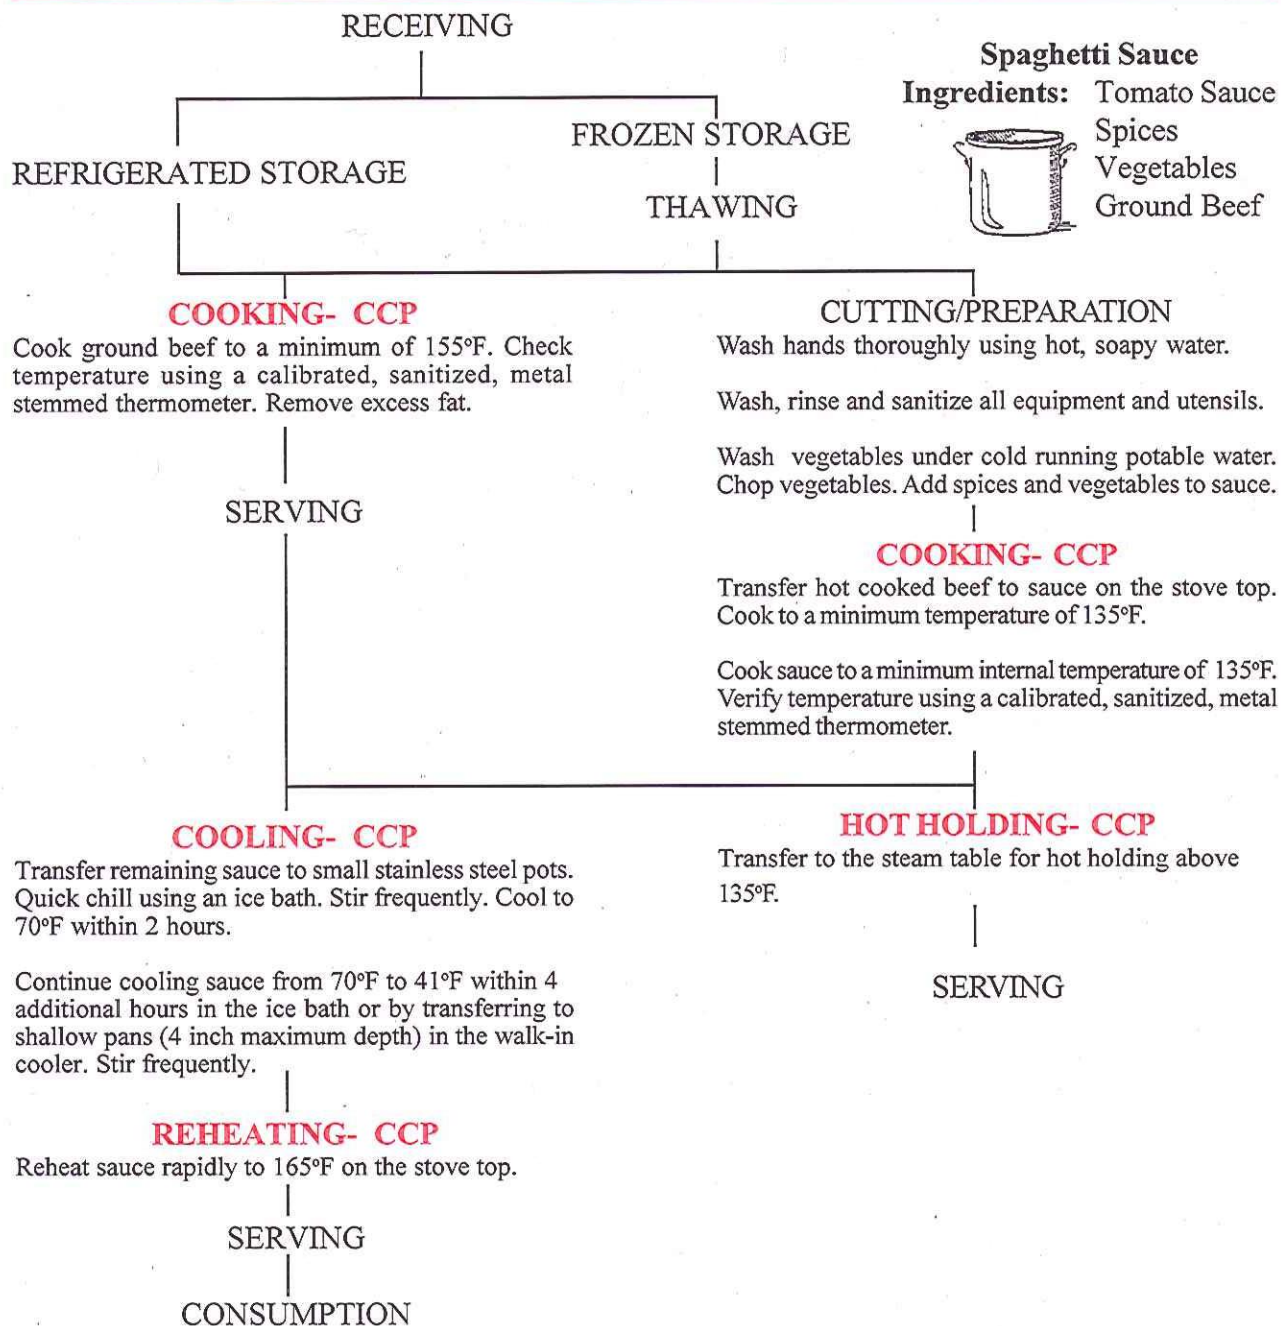 RECEIVING
Spaghetti Sauce
Ingredients: Tomato Sauce
Spices
Vegetables
Ground Beef
FROZEN STORAGE
REFRIGERATED STORAGE
THAWING
COOKING- CCP
Cook ground beef to a minimum of 155ºF. Check
temperature using a calibrated, sanitized, metal
stemmed thermometer. Remove excess fat.
SERVING
CUTTING/PREPARATION
Wash hands thoroughly using hot, soapy water.
Wash, rinse and sanitize all equipment and utensils.
Wash vegetables under cold running potable water.
Chop vegetables. Add spices and vegetables to sauce.
COOKING- CCP
Transfer hot cooked beef to sauce on the stove top.
Cook to a minimum temperature of 135ºF.
Cook sauce to a minimum internal temperature of 135ºF.
Verify temperature using a calibrated, sanitized, metal
stemmed thermometer.
COOLING- CCP
Transfer remaining sauce to small stainless steel pots.
Quick chill using an ice bath. Stir frequently. Cool to
70ºF within 2 hours.
Continue cooling sauce from 70ºF to 41ºF within 4
additional hours in the ice bath or by transferring to
shallow pans (4 inch maximum depth) in the walk-in
cooler. Stir frequently.
HOT HOLDING- CCP
Transfer to the steam table for hot holding above
135ºF.
SERVING
REHEATING- CCP
Reheat sauce rapidly to 165ºF on the stove top.
SERVING
CONSUMPTION